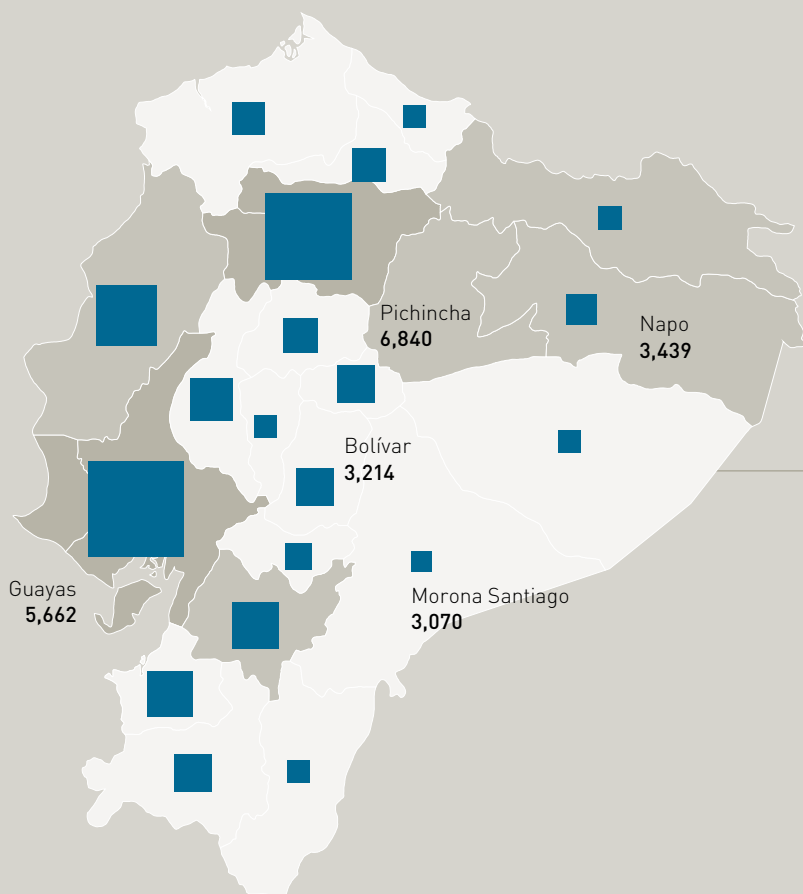 Pichincha
6,840
Napo
3,439
Bolívar
3,214
Guayas
5,662
Morona Santiago
3,070